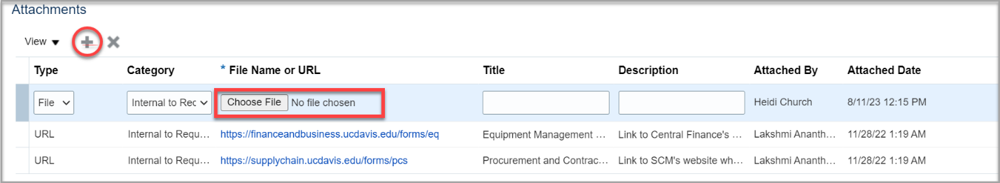 Attachments
View
Type Category * File Name or URL Title Description Attached By Attached Date
File Internal to Rec Choose File No file chosen Heidi Church 8/11/23 12:15 PM
URL Internal to Requ... https://financeandbusiness.ucdavis.edu/forms/eq Equipment Management ... Link to Central Finance's ... Lakshmi Ananth... 11/28/22 1:19 AM
URL Internal to Requ... https://supplychain.ucdavis.edu/forms/pcs Procurement and Contrac... Link to SCM's website wh... Lakshmi Ananth... 11/28/22 1:19 AM